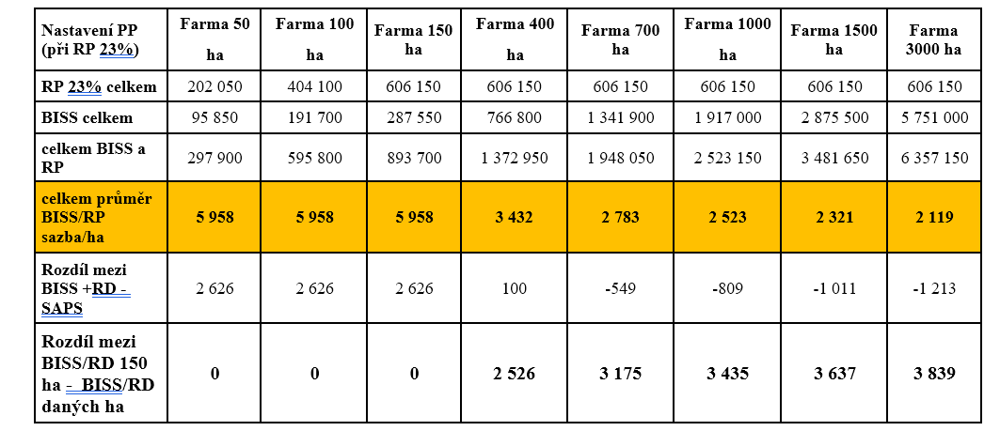 Nastavení PP (při RP 23%) Farma 50 ha Farma 100 ha Farma 150 ha Farma 400 ha Farma 700 ha Farma 1000 ha Farma 1500 ha Farma 3000 ha
RP 23% celkem 202 050 404 100 606 150 606 150 606 150 606 150 606 150 606 150
BISS celkem 95 850 191 700 287 550 766 800 1 341 900 1 917 000 2 875 500 5 751 000
celkem BISS a RP 297 900 595 800 893 700 1 372 950 1 948 050 2 523 150 3 481 650 6 357 150
celkem průměr BISS/RP sazba/ha 5 958 5 958 5 958 3 432 2 783 2 523 2 321 2 119
Rozdíl mezi BISS +RD - SAPS 2 626 2 626 2 626 100 -549 -809 -1 011 -1 213
Rozdíl mezi BISS/RD 150 ha - BISS/RD daných ha 0 0 0 2 526 3 175 3 435 3 637 3 839